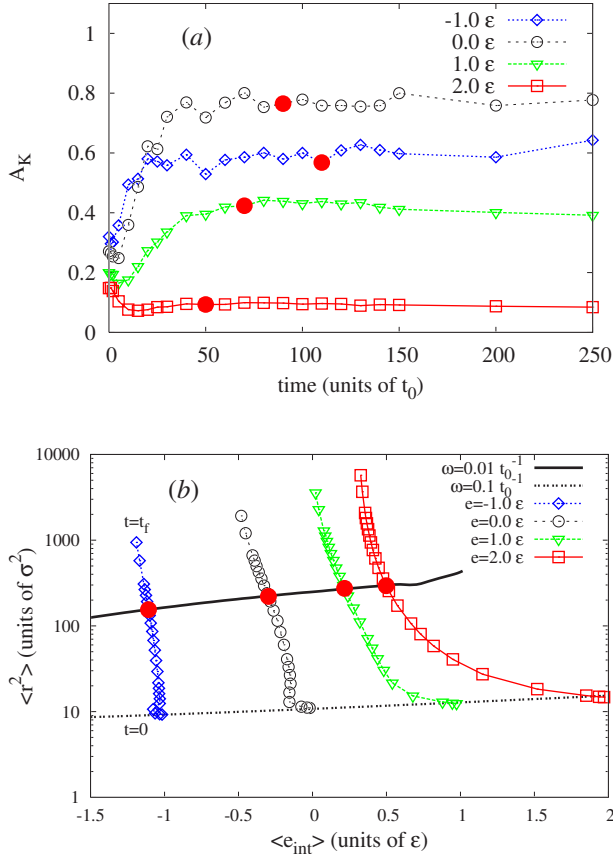 (a)
-1.0 ε
0.0 ε
1.0 ε
2.0 ε
1
0.8
0.6
0.4
0.2
0
A_K
0 50 100 150 200 250
time (units of t_0)
(b)
ω=0.01 t_0^-1
ω=0.1 t_0^-1
e=-1.0 ε
e=0.0 ε
e=1.0 ε
e=2.0 ε
10000
1000
100
10
1
t=t_f
t=0
<r^2> (units of σ^2)
-1.5 -1 -0.5 0 0.5 1 1.5 2
<e_int> (units of ε)